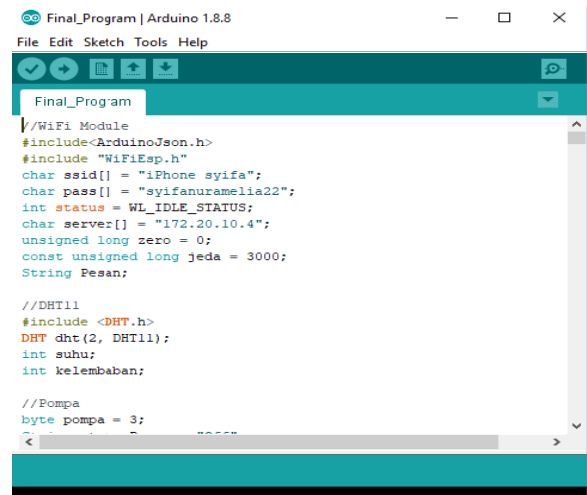 Final_Program | Arduino 1.8.8
File Edit Sketch Tools Help
Final_Program
//WiFi Module
#include<ArduinoJson.h>
#include "WiFiEsp.h"
char ssid[] = "iPhone syifa";
char pass[] = "syifanuramelia22";
int status = WL_IDLE_STATUS;
char server[] = "172.20.10.4";
unsigned long zero = 0;
const unsigned long jeda = 3000;
String Pesan;
//DHT11
#include <DHT.h>
DHT dht(2, DHT11);
int suhu;
int kelembaban;
//Pompa
byte pompa = 3;